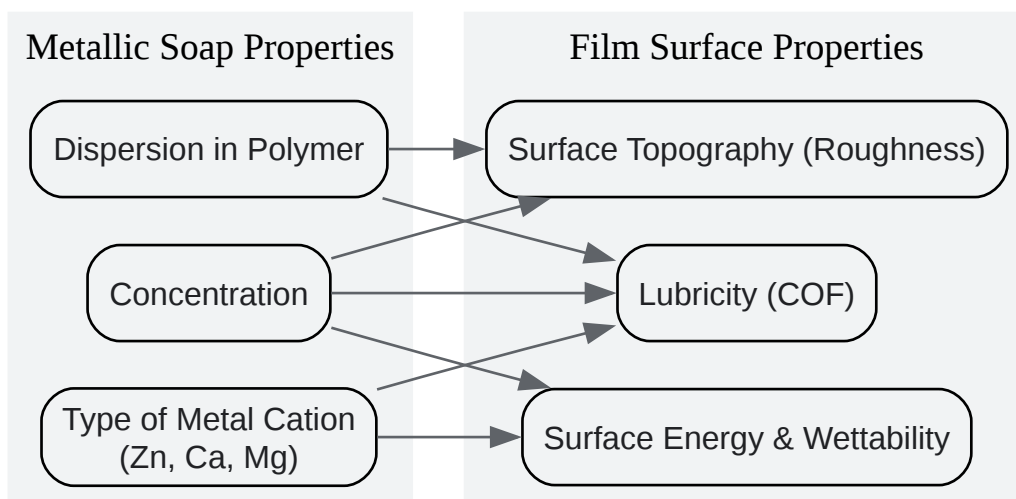 Metallic Soap Properties
Film Surface Properties
Dispersion in Polymer
Surface Topography (Roughness)
Concentration
Lubricity (COF)
Type of Metal Cation
(Zn, Ca, Mg)
Surface Energy & Wettability